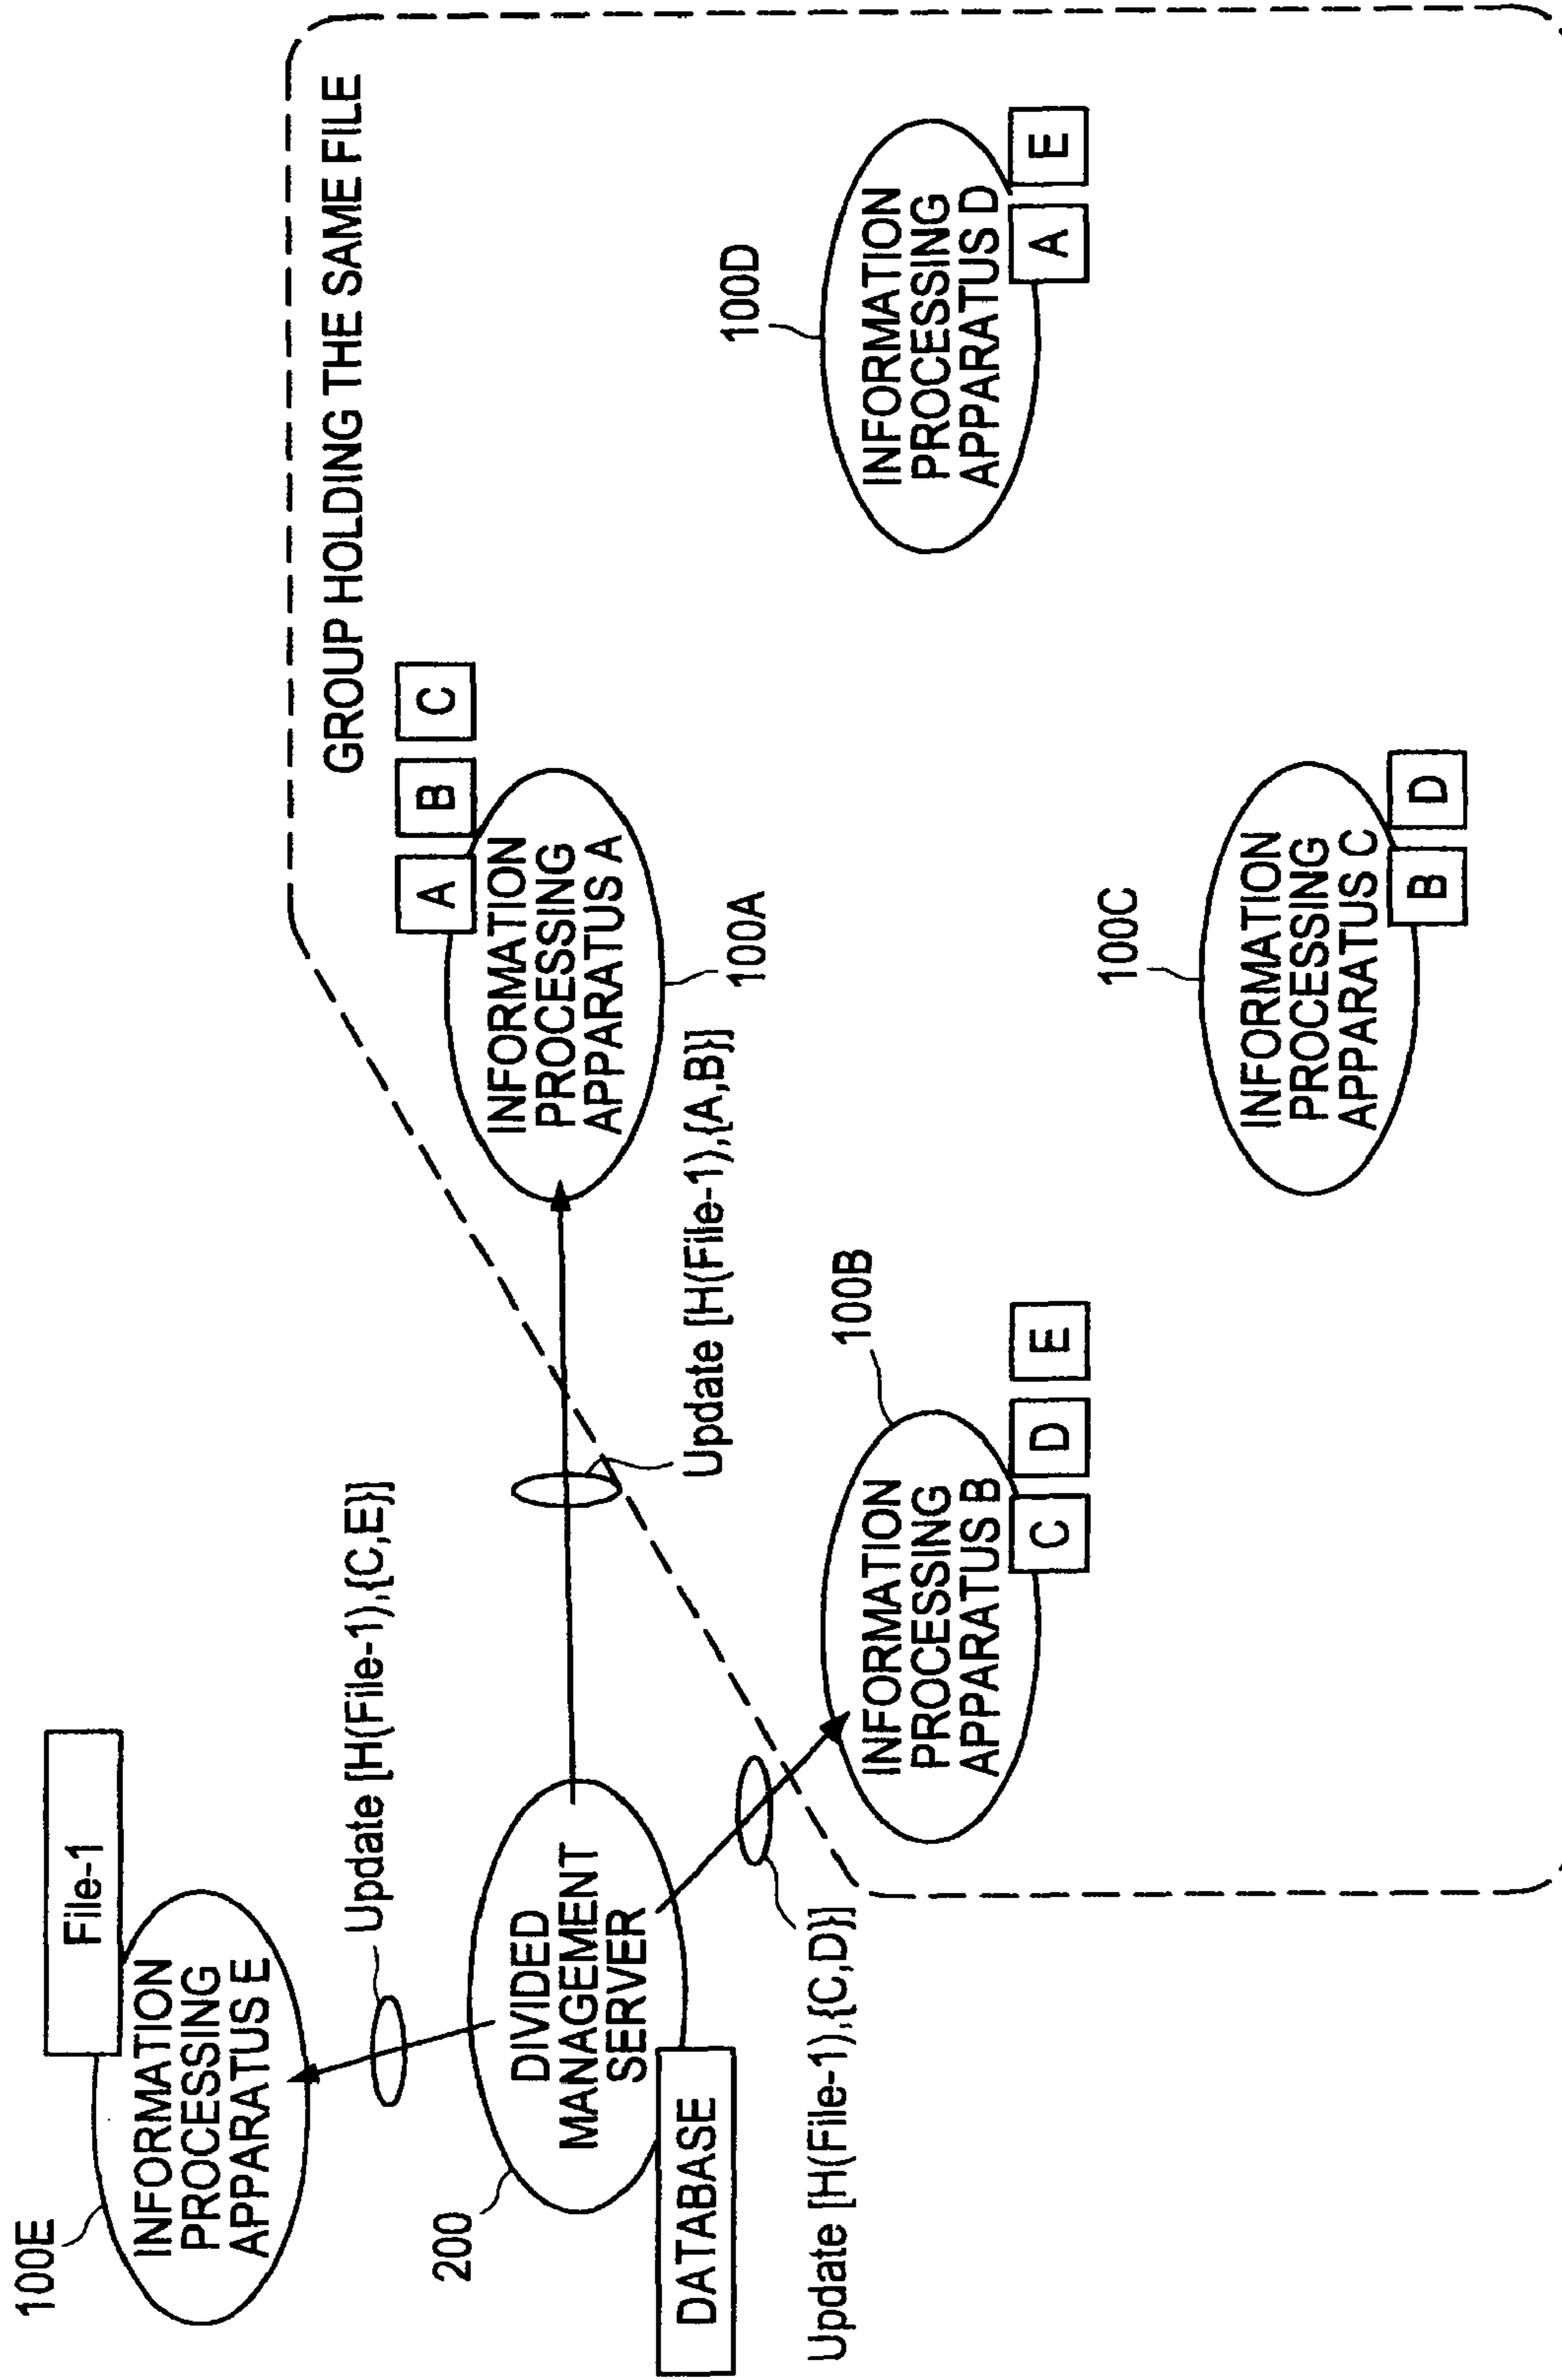 100E
INFORMATION
PROCESSING
APPARATUS E
File-1
GROUP HOLDING THE SAME FILE
Update [H(File-1),{C,E}]
200
DIVIDED
MANAGEMENT
SERVER
DATABASE
A
B
C
INFORMATION
PROCESSING
APPARATUS A
100A
Update [H(File-1),{A,B}]
100D
INFORMATION
PROCESSING
APPARATUS D
A
E
Update [H(File-1),{C,D}]
100B
INFORMATION
PROCESSING
APPARATUS B
C
D
E
100C
INFORMATION
PROCESSING
APPARATUS C
B
D